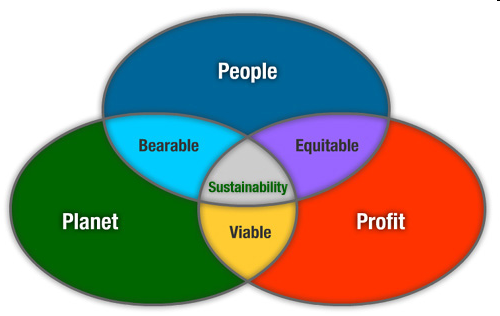 People
Bearable
Equitable
Sustainability
Planet
Viable
Profit